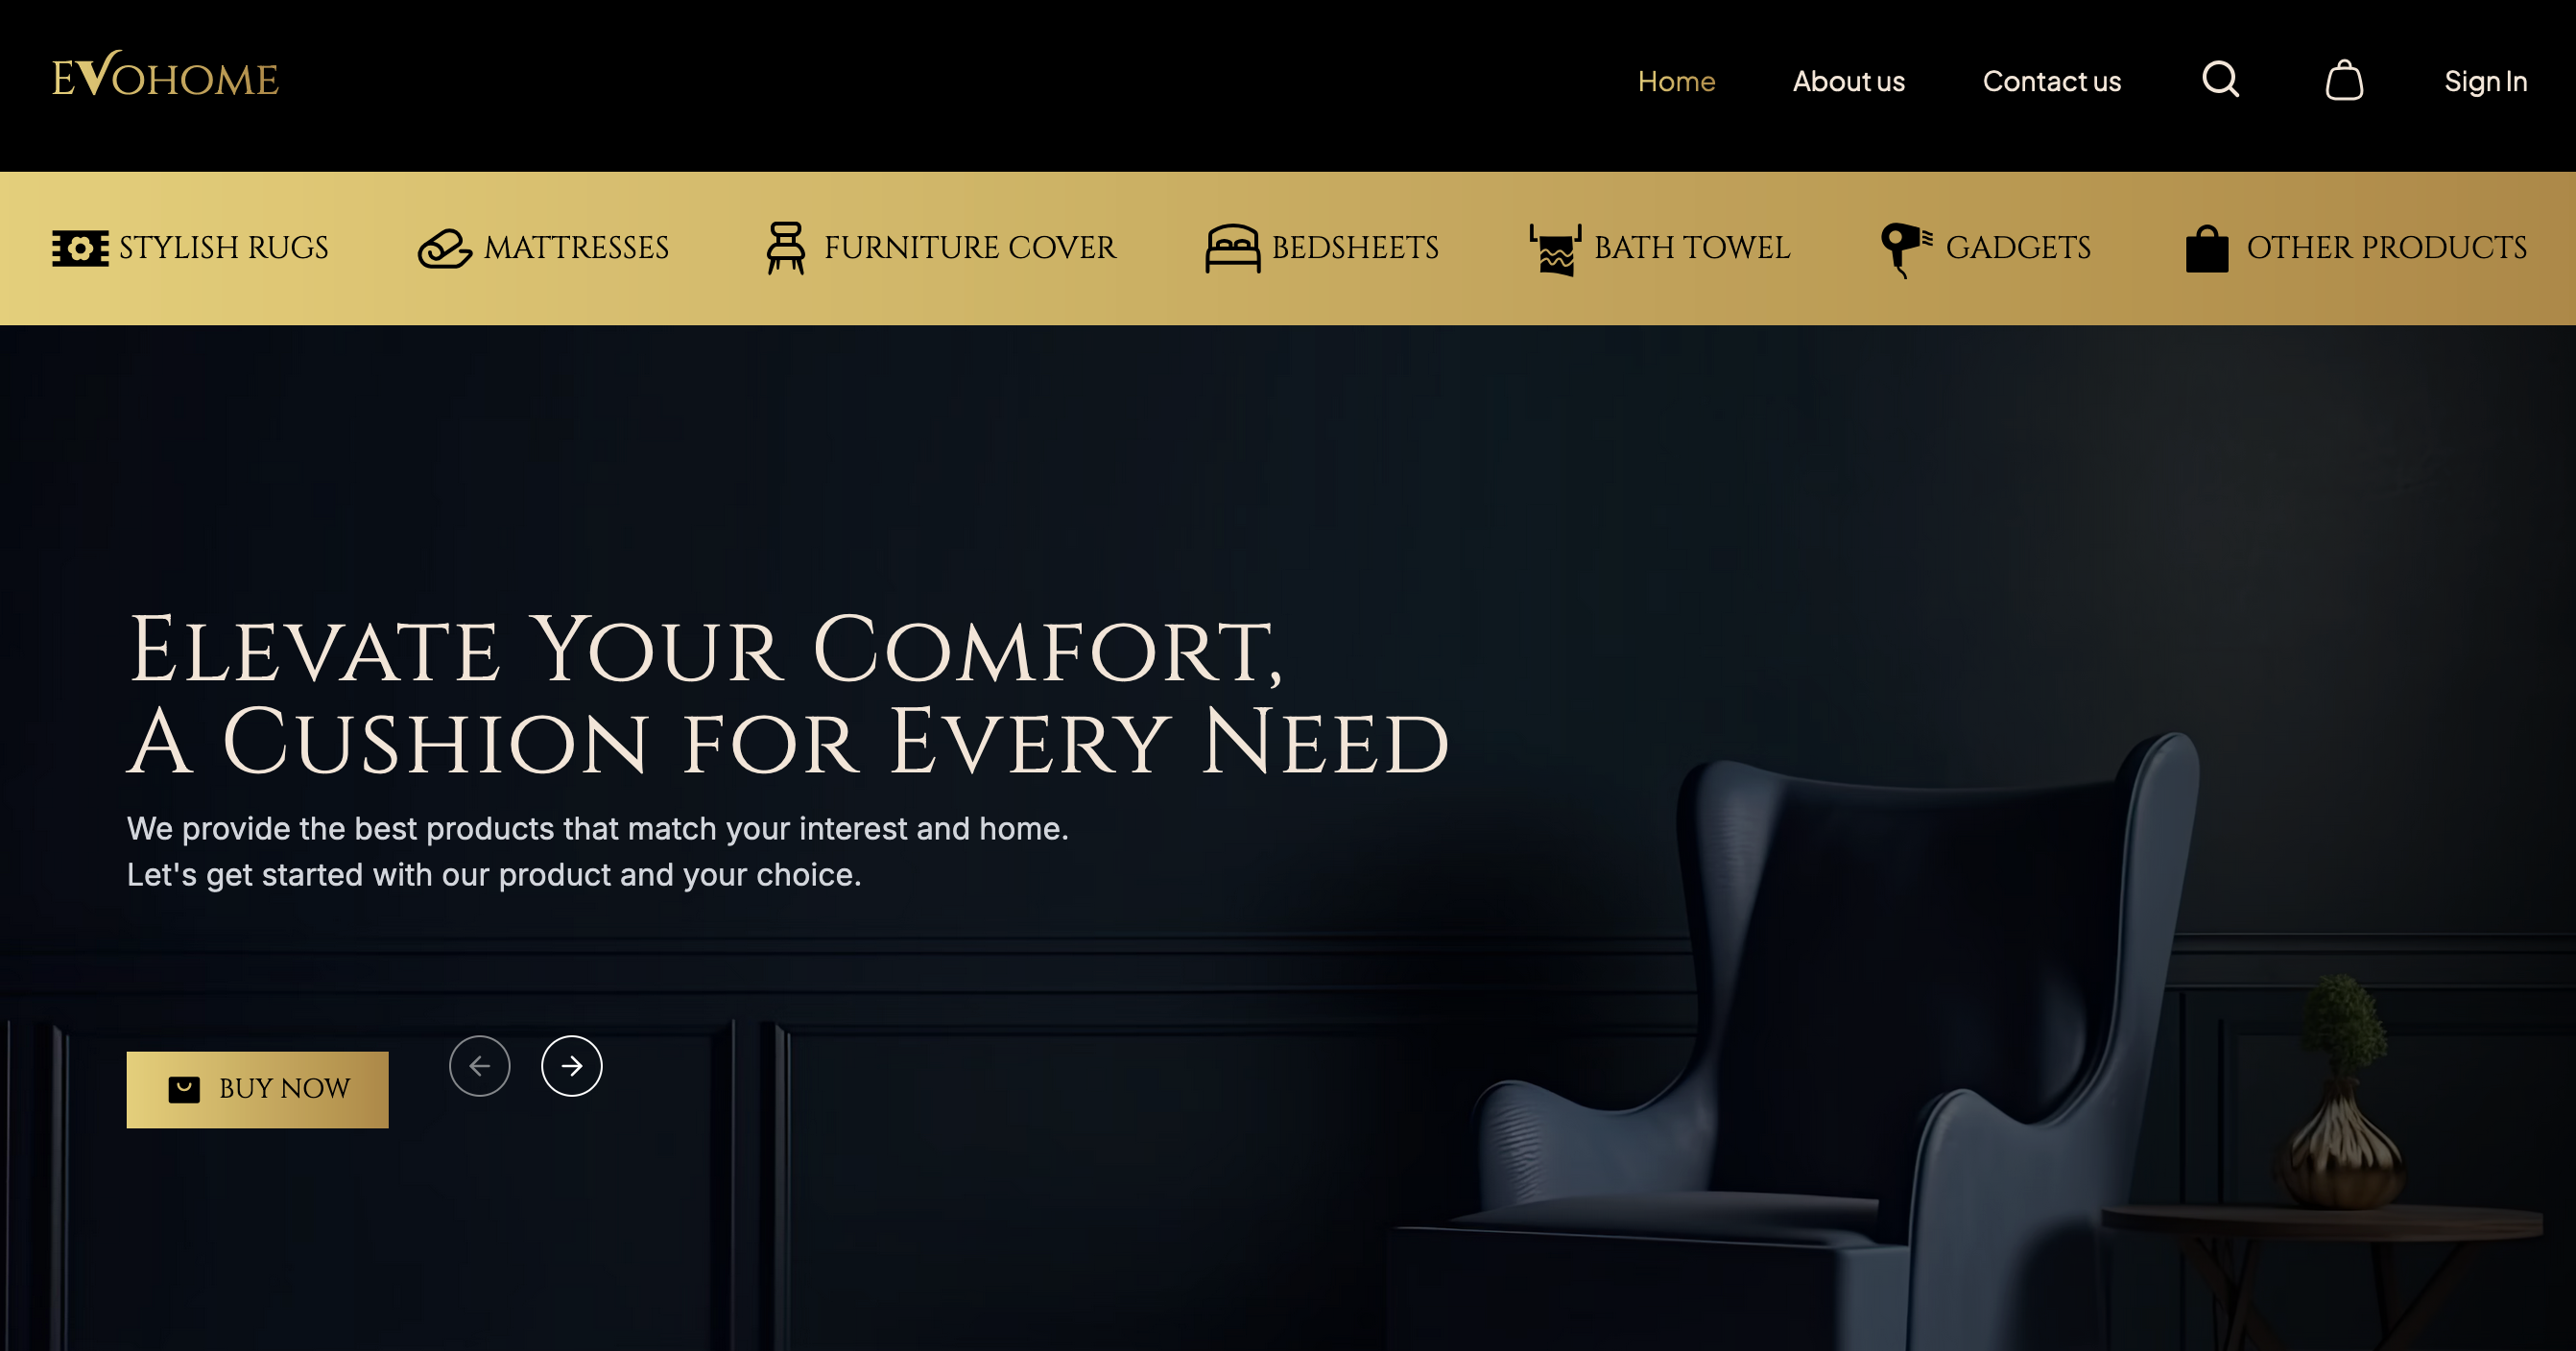 EVOHOME
Home About us Contact us Sign In
STYLISH RUGS MATTRESSES FURNITURE COVER BEDSHEETS BATH TOWEL GADGETS OTHER PRODUCTS
Elevate Your Comfort,
A Cushion for Every Need
We provide the best products that match your interest and home.
Let's get started with our product and your choice.
BUY NOW